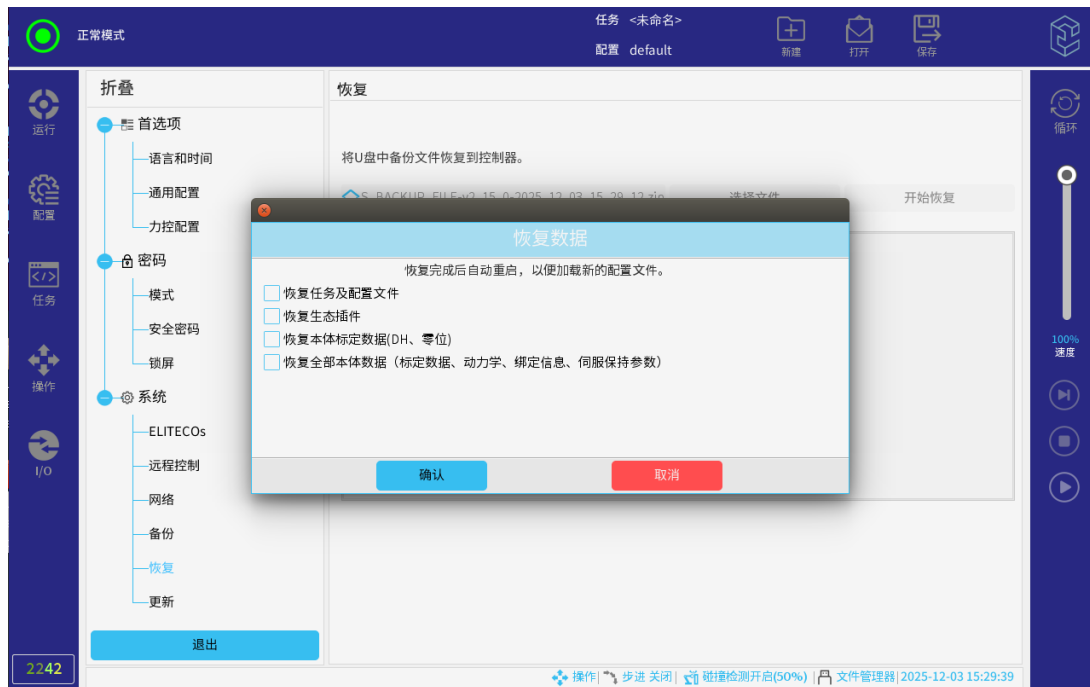 正常模式
任务 <未命名>
配置 default
新建
打开
保存
运行
配置
任务
操作
I/O
2242
折叠
首选项
语言和时间
通用配置
力控配置
密码
模式
安全密码
锁屏
系统
ELITECOs
远程控制
网络
备份
恢复
更新
退出
恢复
将U盘中备份文件恢复到控制器。
S_BACKUP_FILE-v2_15_0-2025_12_03_15_29_12.zip
选择文件
开始恢复
恢复数据
恢复完成后自动重启，以便加载新的配置文件。
恢复任务及配置文件
恢复生态插件
恢复本体标定数据(DH、零位)
恢复全部本体数据（标定数据、动力学、绑定信息、伺服保持参数）
确认
取消
循环
100%
速度
操作| 步进 关闭| 碰撞检测开启(50%) | 文件管理器| 2025-12-03 15:29:39